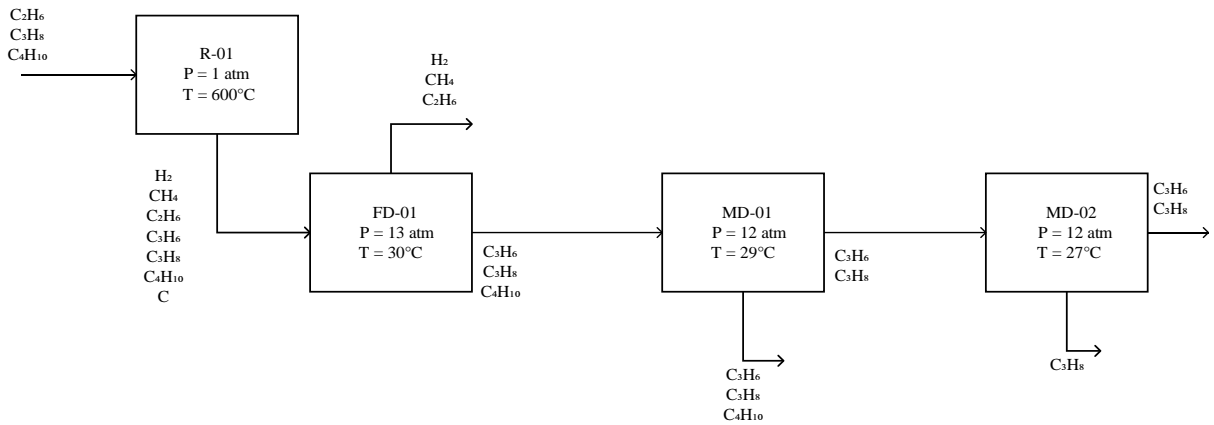 C₂H₆
C₃H₈
C₄H₁₀
R-01
P = 1 atm
T = 600°C
H₂
CH₄
C₂H₆
H₂
CH₄
C₂H₆
C₃H₆
C₃H₈
C₄H₁₀
C
FD-01
P = 13 atm
T = 30°C
C₃H₆
C₃H₈
C₄H₁₀
MD-01
P = 12 atm
T = 29°C
C₃H₆
C₃H₈
C₃H₆
C₃H₈
C₄H₁₀
MD-02
P = 12 atm
T = 27°C
C₃H₆
C₃H₈
C₃H₈